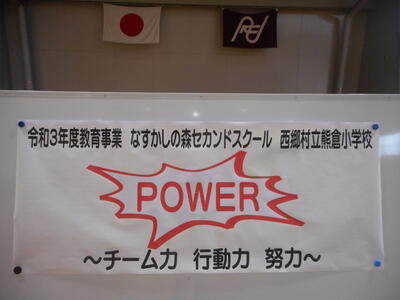 令和3年度教育事業 なすかしの森セカンドスクール 西郷村立熊倉小学校
POWER
～チーム力 行動力 努力～